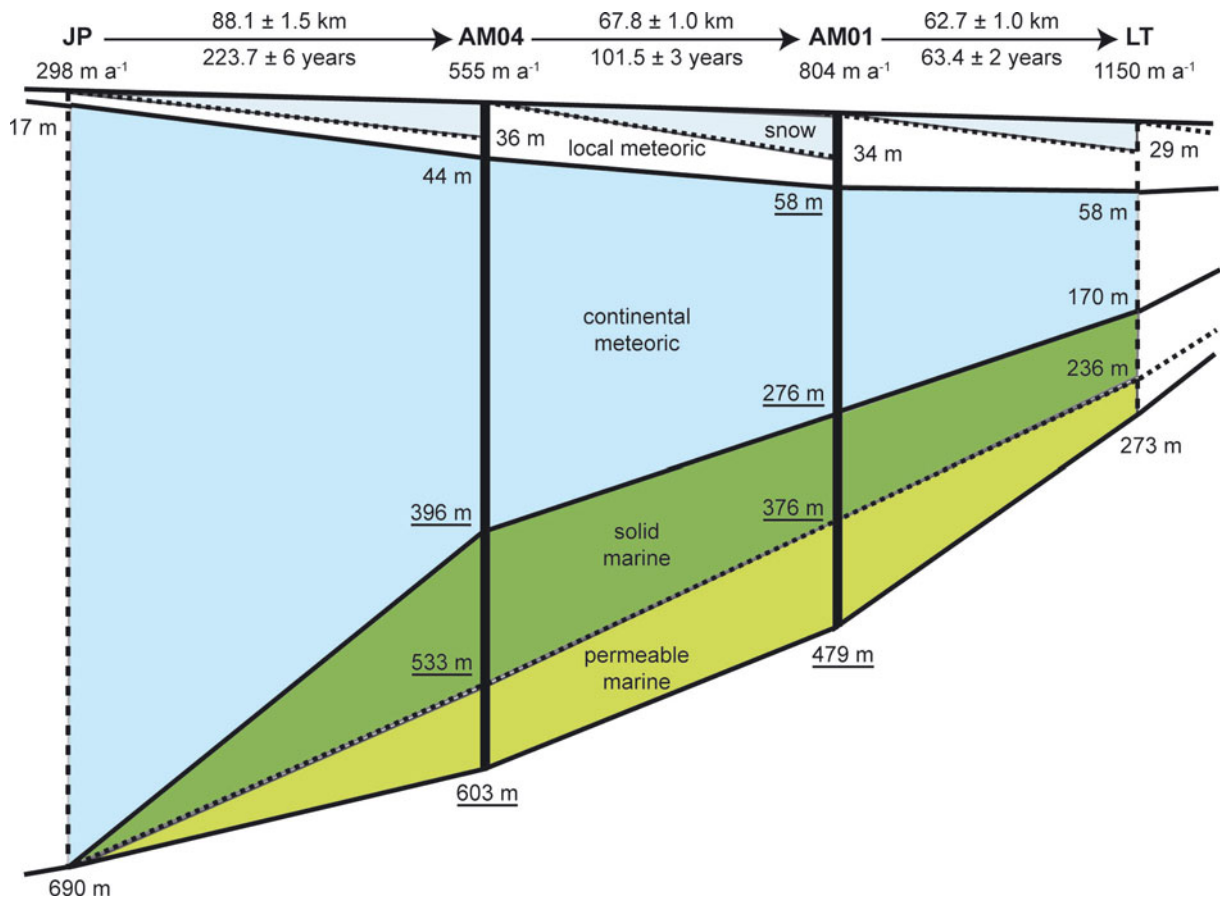 88.1 ± 1.5 km
67.8 ± 1.0 km
62.7 ± 1.0 km
JP
AM04
AM01
LT
223.7 ± 6 years
101.5 ± 3 years
63.4 ± 2 years
298 m a⁻¹
555 m a⁻¹
804 m a⁻¹
1150 m a⁻¹
17 m
36 m
snow
local meteoric
34 m
29 m
44 m
58 m
58 m
continental
meteoric
170 m
276 m
236 m
396 m
376 m
273 m
solid
marine
533 m
permeable
marine
479 m
603 m
690 m